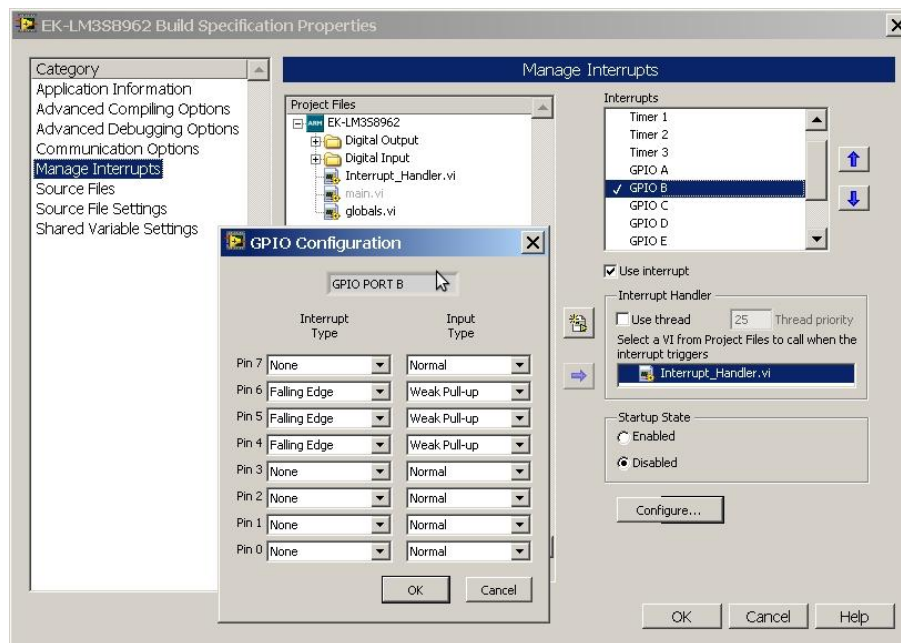 EK-LM3S8962 Build Specification Properties
Category
Application Information
Advanced Compiling Options
Advanced Debugging Options
Communication Options
Manage Interrupts
Source Files
Source File Settings
Shared Variable Settings
Manage Interrupts
Project Files
ARM EK-LM3S8962
Digital Output
Digital Input
Interrupt_Handler.vi
main.vi
globals.vi
Interrupts
Timer 1
Timer 2
Timer 3
GPIO A
GPIO B
GPIO C
GPIO D
GPIO E
Use interrupt
Interrupt Handler
Use thread 25 Thread priority
Select a VI from Project Files to call when the
interrupt triggers
Interrupt_Handler.vi
Startup State
Enabled
Disabled
Configure...
GPIO Configuration
GPIO PORT B
Interrupt Input
Type Type
Pin 7 None Normal
Pin 6 Falling Edge Weak Pull-up
Pin 5 Falling Edge Weak Pull-up
Pin 4 Falling Edge Weak Pull-up
Pin 3 None Normal
Pin 2 None Normal
Pin 1 None Normal
Pin 0 None Normal
OK Cancel
OK Cancel Help